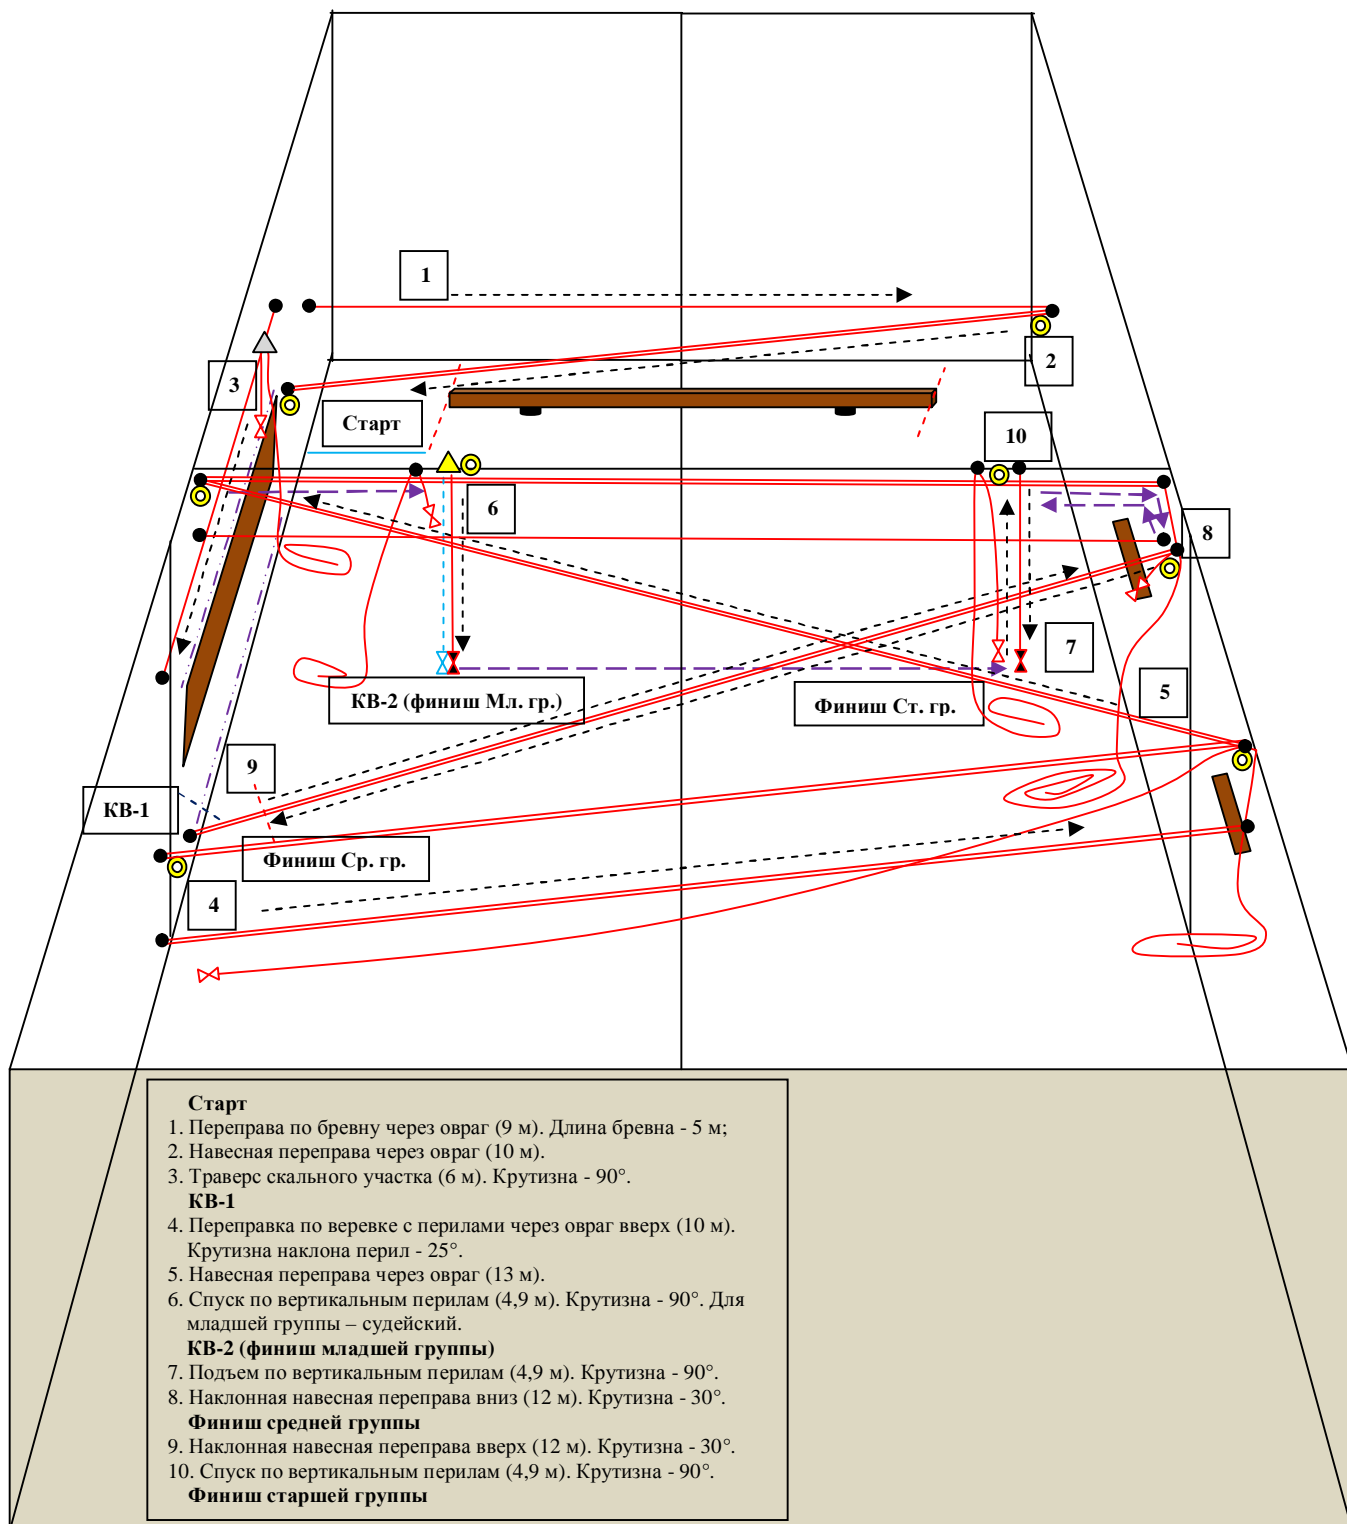 1
2
3
Старт
10
6
8
7
КВ-2 (финиш Мл. гр.)
Финиш Ст. гр.
5
9
КВ-1
Финиш Ср. гр.
4
Старт
1. Переправа по бревну через овраг (9 м). Длина бревна - 5 м;
2. Навесная переправа через овраг (10 м).
3. Траверс скального участка (6 м). Крутизна - 90°.
КВ-1
4. Переправка по веревке с перилами через овраг вверх (10 м).
Крутизна наклона перил - 25°.
5. Навесная переправа через овраг (13 м).
6. Спуск по вертикальным перилам (4,9 м). Крутизна - 90°. Для
младшей группы – судейский.
КВ-2 (финиш младшей группы)
7. Подъем по вертикальным перилам (4,9 м). Крутизна - 90°.
8. Наклонная навесная переправа вниз (12 м). Крутизна - 30°.
Финиш средней группы
9. Наклонная навесная переправа вверх (12 м). Крутизна - 30°.
10. Спуск по вертикальным перилам (4,9 м). Крутизна - 90°.
Финиш старшей группы